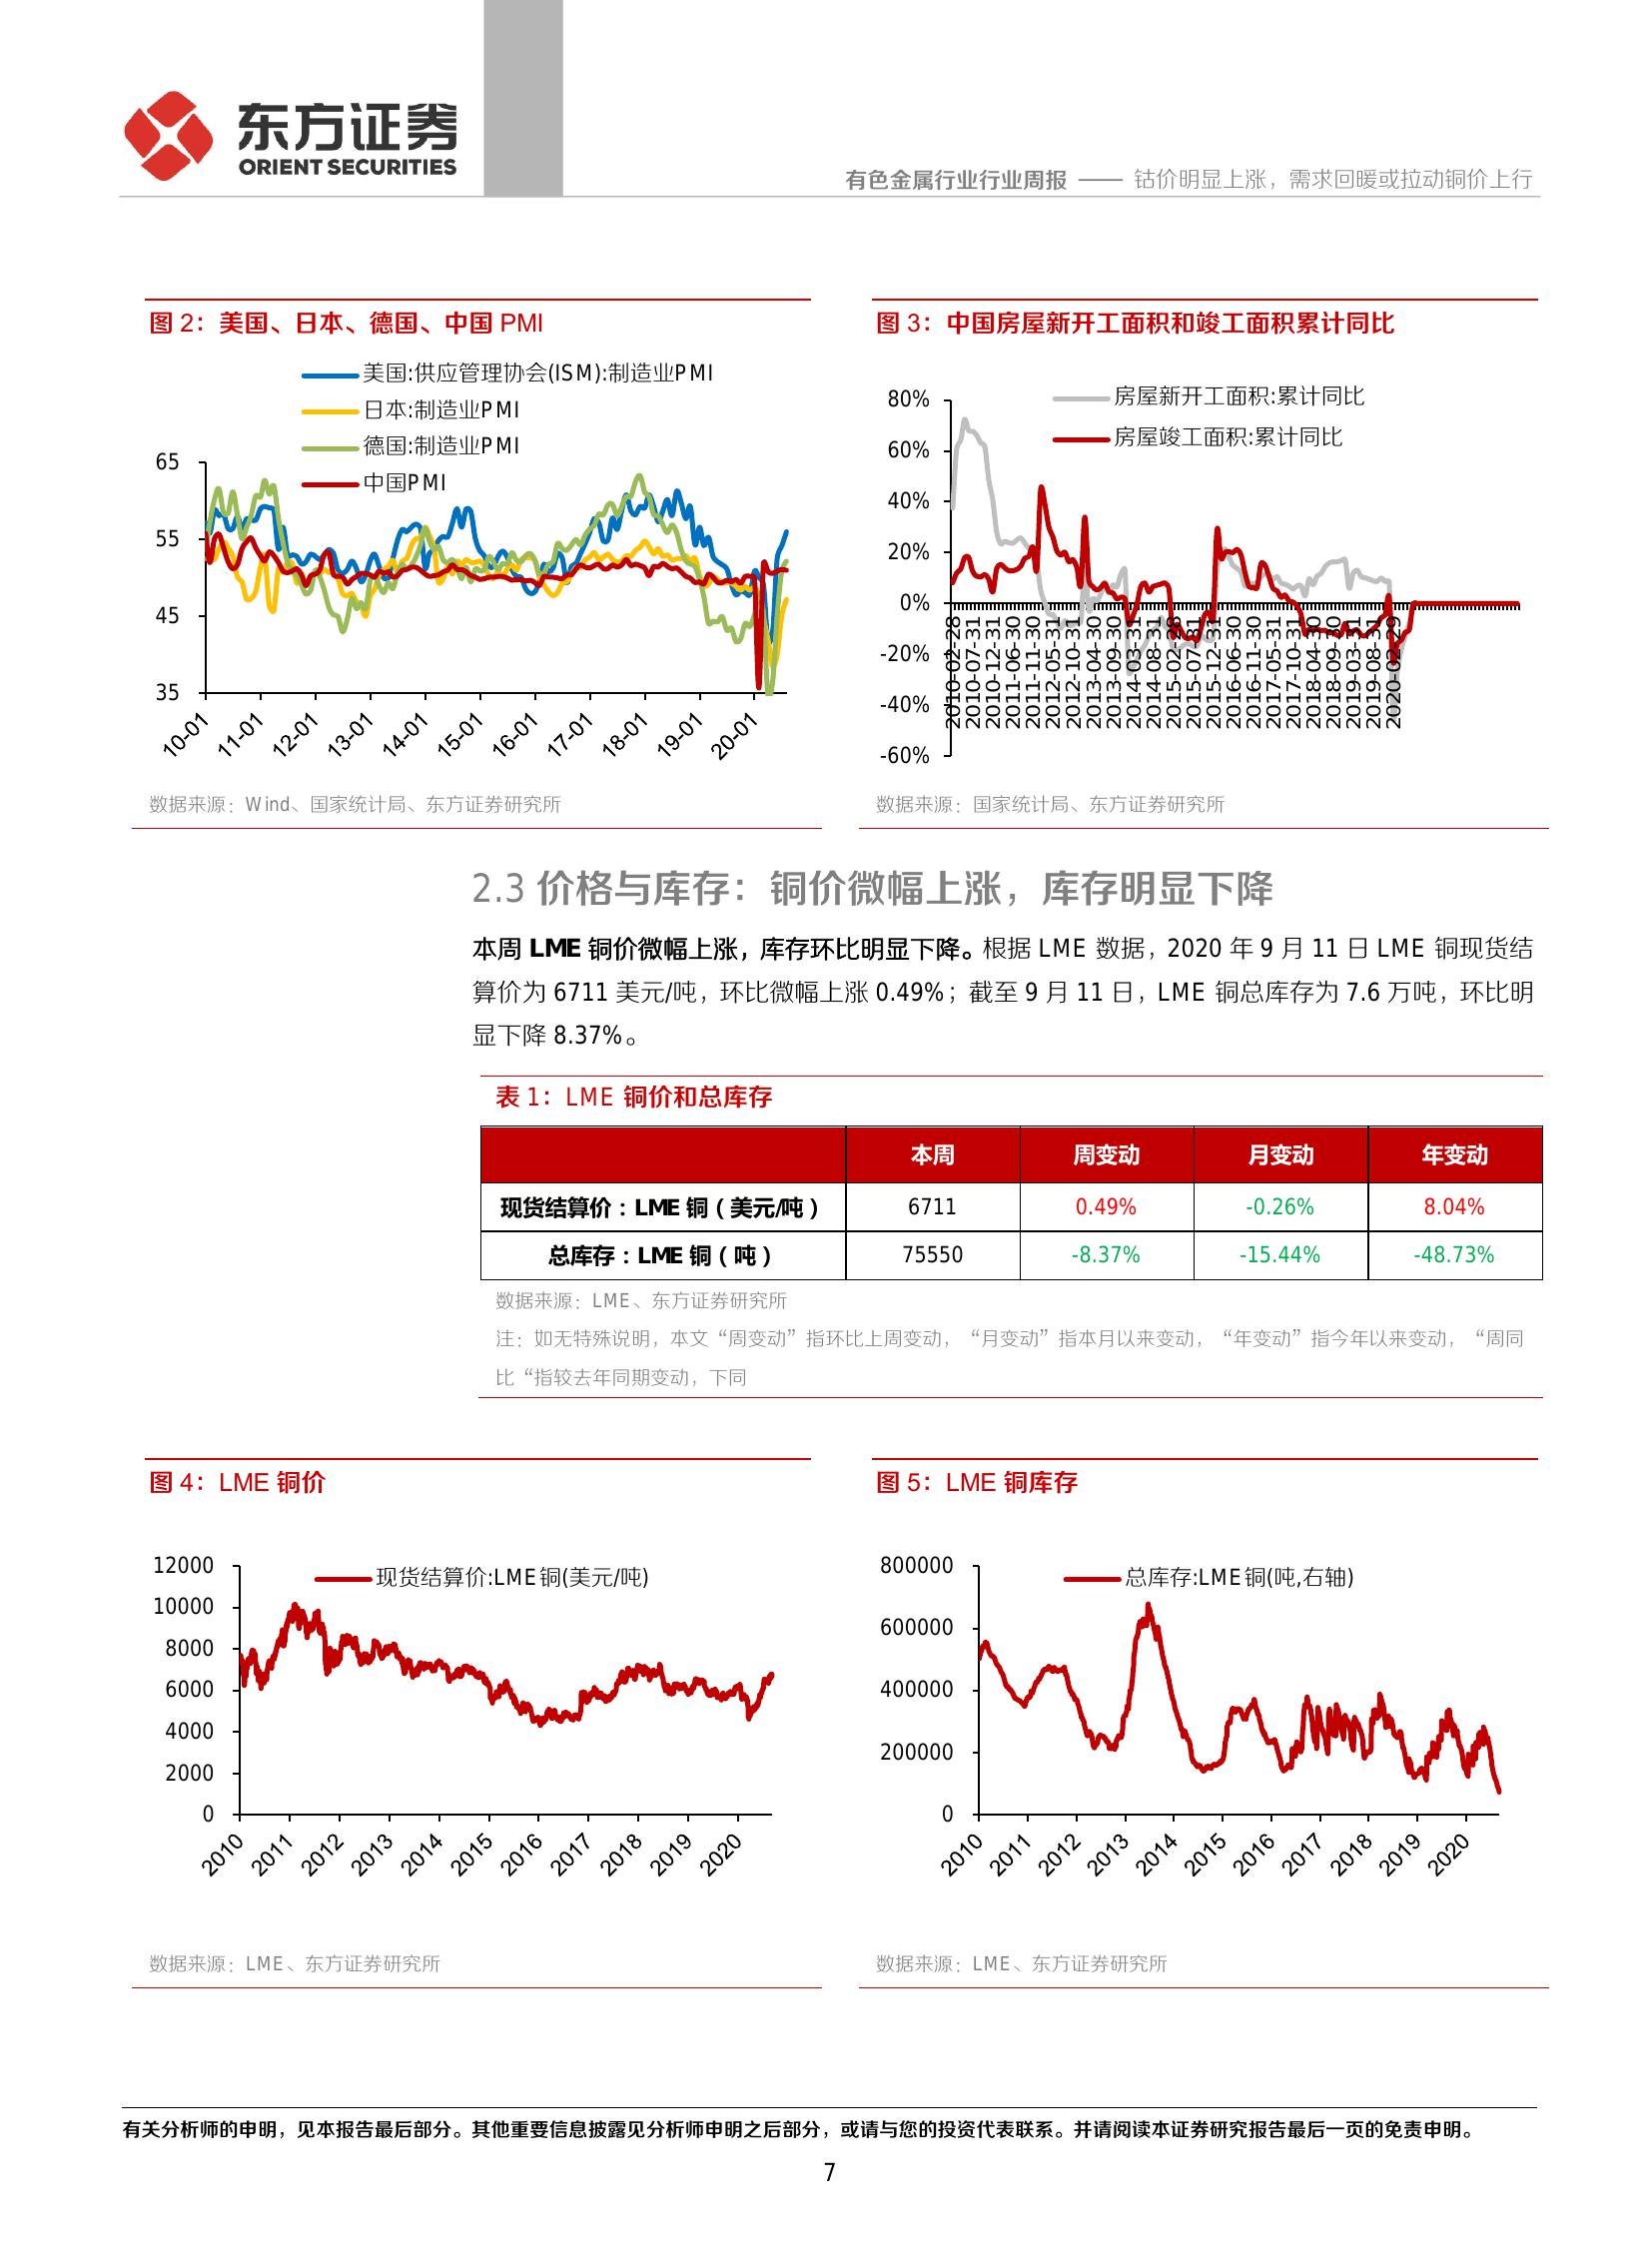 东方证券
ORIENT SECURITIES
有色金属行业行业周报 —— 钴价明显上涨，需求回暖或拉动铜价上行
图 2：美国、日本、德国、中国 PMI
美国:供应管理协会(ISM):制造业PMI
日本:制造业PMI
德国:制造业PMI
中国PMI
65
55
45
35
10-01
11-01
12-01
13-01
14-01
15-01
16-01
17-01
18-01
19-01
20-01
数据来源：Wind、国家统计局、东方证券研究所
图 3：中国房屋新开工面积和竣工面积累计同比
房屋新开工面积:累计同比
房屋竣工面积:累计同比
80%
60%
40%
20%
0%
-20%
-40%
-60%
2010-02-28
2010-07-31
2010-12-31
2011-06-30
2011-11-30
2012-05-31
2012-10-31
2013-04-30
2013-09-30
2014-03-31
2014-08-31
2015-02-28
2015-07-31
2015-12-31
2016-06-30
2016-11-30
2017-05-31
2017-10-31
2018-04-30
2018-09-30
2019-03-31
2019-08-31
2020-02-29
数据来源：国家统计局、东方证券研究所
2.3 价格与库存：铜价微幅上涨，库存明显下降
本周 LME 铜价微幅上涨，库存环比明显下降。根据 LME 数据，2020 年 9 月 11 日 LME 铜现货结
算价为 6711 美元/吨，环比微幅上涨 0.49%；截至 9 月 11 日，LME 铜总库存为 7.6 万吨，环比明
显下降 8.37%。
表 1：LME 铜价和总库存
本周 周变动 月变动 年变动
现货结算价：LME 铜（美元/吨） 6711 0.49% -0.26% 8.04%
总库存：LME 铜（吨） 75550 -8.37% -15.44% -48.73%
数据来源：LME、东方证券研究所
注：如无特殊说明，本文“周变动”指环比上周变动，“月变动”指本月以来变动，“年变动”指今年以来变动，“周同
比“指较去年同期变动，下同
图 4：LME 铜价
现货结算价:LME铜(美元/吨)
12000
10000
8000
6000
4000
2000
0
2010
2011
2012
2013
2014
2015
2016
2017
2018
2019
2020
数据来源：LME、东方证券研究所
图 5：LME 铜库存
总库存:LME铜(吨,右轴)
800000
600000
400000
200000
0
2010
2011
2012
2013
2014
2015
2016
2017
2018
2019
2020
数据来源：LME、东方证券研究所
有关分析师的申明，见本报告最后部分。其他重要信息披露见分析师申明之后部分，或请与您的投资代表联系。并请阅读本证券研究报告最后一页的免责申明。
7